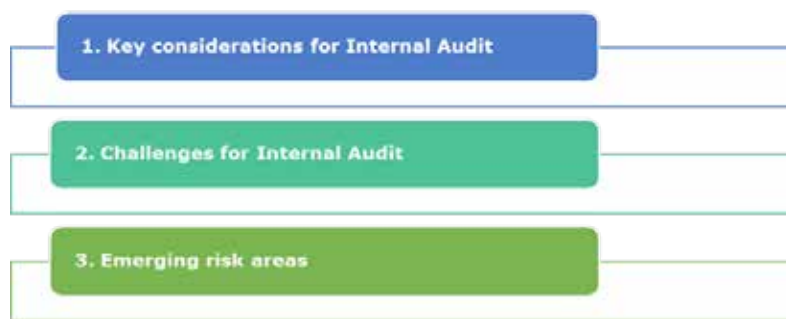 1. Key considerations for Internal Audit
2. Challenges for Internal Audit
3. Emerging risk areas